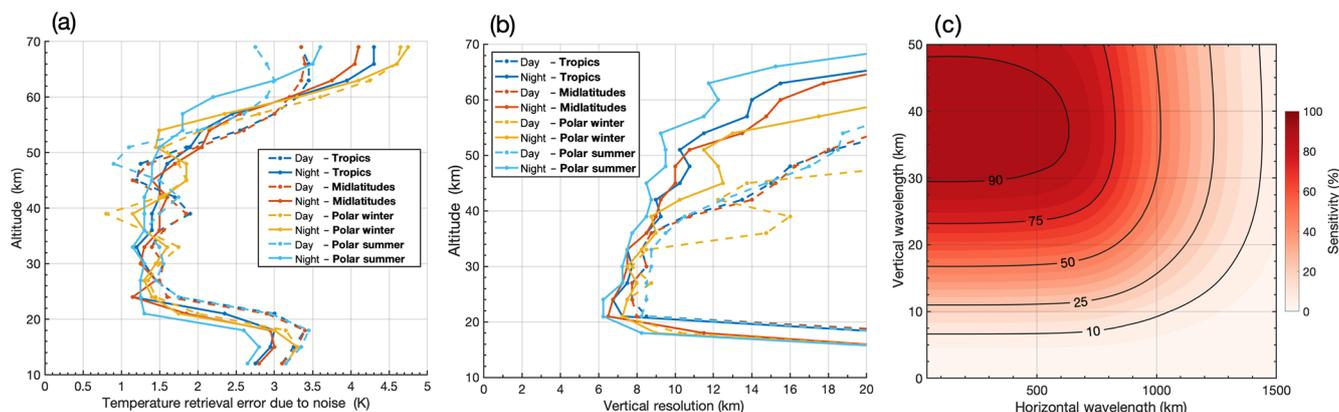 (a)
70
60
50
40
30
20
10
Altitude (km)
0 0.5 1 1.5 2 2.5 3 3.5 4 4.5 5
Temperature retrieval error due to noise (K)
Day – Tropics
Night – Tropics
Day – Midlatitudes
Night – Midlatitudes
Day – Polar winter
Night – Polar winter
Day – Polar summer
Night – Polar summer
(b)
70
60
50
40
30
20
10
Altitude (km)
0 2 4 6 8 10 12 14 16 18 20
Vertical resolution (km)
Day – Tropics
Night – Tropics
Day – Midlatitudes
Night – Midlatitudes
Day – Polar winter
Night – Polar winter
Day – Polar summer
Night – Polar summer
(c)
50
40
30
20
10
0
Vertical wavelength (km)
90
75
50
25
10
500 1000 1500
Horizontal wavelength (km)
100
80
60
40
20
0
Sensitivity (%)